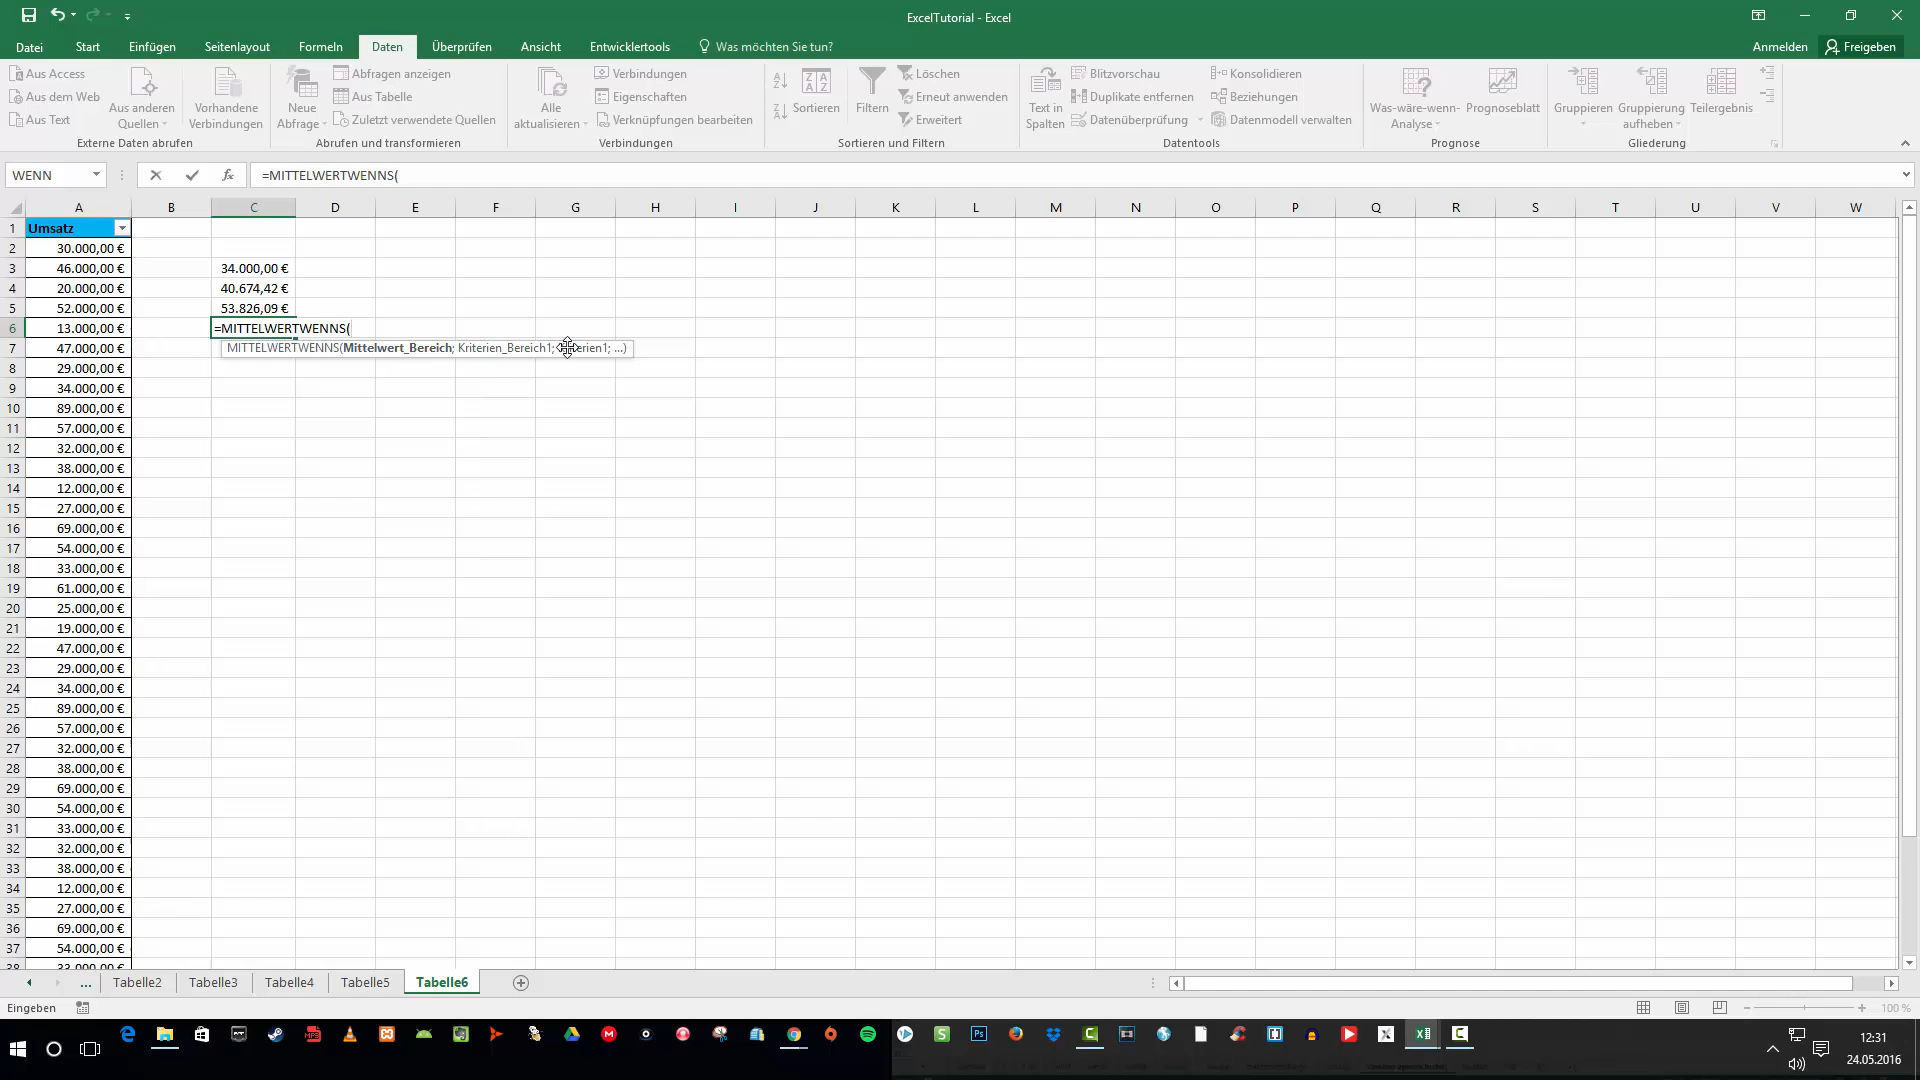 ExcelTutorial - Excel
Datei Start Einfügen Seitenlayout Formeln Daten Überprüfen Ansicht Entwicklertools Was möchten Sie tun? Anmelden Freigeben
Aus Access
Aus dem Web
Aus Text
Aus anderen
Quellen
Vorhandene
Verbindungen
Externe Daten abrufen
Neue
Abfrage
Abfragen anzeigen
Aus Tabelle
Zuletzt verwendete Quellen
Abrufen und transformieren
Alle
aktualisieren
Verbindungen
Eigenschaften
Verknüpfungen bearbeiten
Verbindungen
Sortieren
Filtern
Löschen
Erneut anwenden
Erweitert
Sortieren und Filtern
Text in
Spalten
Blitzvorschau
Duplikate entfernen
Datenüberprüfung
Konsolidieren
Beziehungen
Datenmodell verwalten
Datentools
Was-wäre-wenn-
Analyse
Prognoseblatt
Prognose
Gruppieren
Gruppierung
aufheben
Teilergebnis
Gliederung
WENN fx =MITTELWERTWENNS(
A B C D E F G H I J K L M N O P Q R S T U V W
1 Umsatz
2 30.000,00 €
3 46.000,00 € 34.000,00 €
4 20.000,00 € 40.674,42 €
5 52.000,00 € 53.826,09 €
6 13.000,00 € =MITTELWERTWENNS(
7 47.000,00 € MITTELWERTWENNS(Mittelwert_Bereich; Kriterien_Bereich1; erien1; ...)
8 29.000,00 €
9 34.000,00 €
10 89.000,00 €
11 57.000,00 €
12 32.000,00 €
13 38.000,00 €
14 12.000,00 €
15 27.000,00 €
16 69.000,00 €
17 54.000,00 €
18 33.000,00 €
19 61.000,00 €
20 25.000,00 €
21 19.000,00 €
22 47.000,00 €
23 29.000,00 €
24 34.000,00 €
25 89.000,00 €
26 57.000,00 €
27 32.000,00 €
28 38.000,00 €
29 69.000,00 €
30 54.000,00 €
31 33.000,00 €
32 32.000,00 €
33 38.000,00 €
34 12.000,00 €
35 27.000,00 €
36 69.000,00 €
37 54.000,00 €
38 33.000,00 €
... Tabelle2 Tabelle3 Tabelle4 Tabelle5 Tabelle6
Eingeben 100 %
12:31
24.05.2016